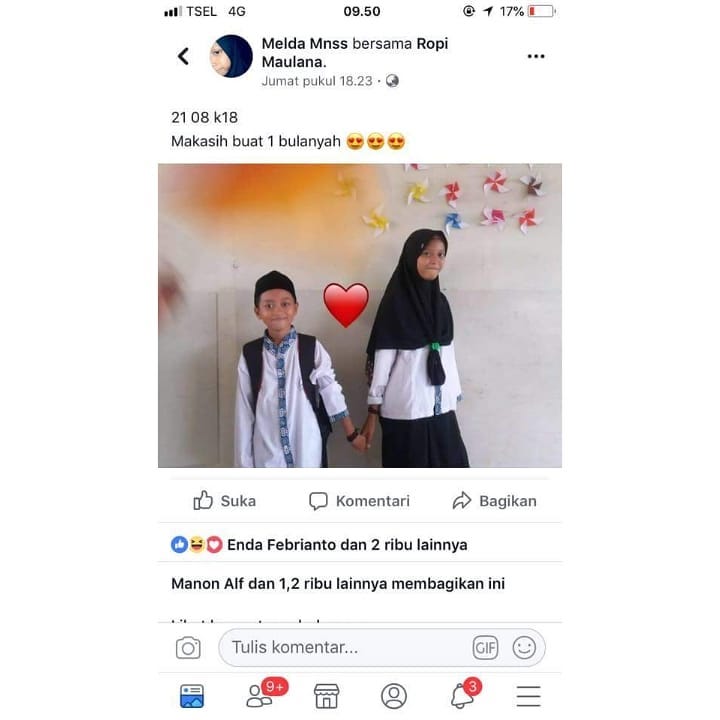 TSEL 4G 09.50 17%
Melda Mnss bersama Ropi
Maulana.
Jumat pukul 18.23
21 08 k18
Makasih buat 1 bulanyah 😍😍😍
Suka Komentari Bagikan
Enda Febrianto dan 2 ribu lainnya
Manon Alf dan 1,2 ribu lainnya membagikan ini
Tulis komentar... GIF
9+ 3